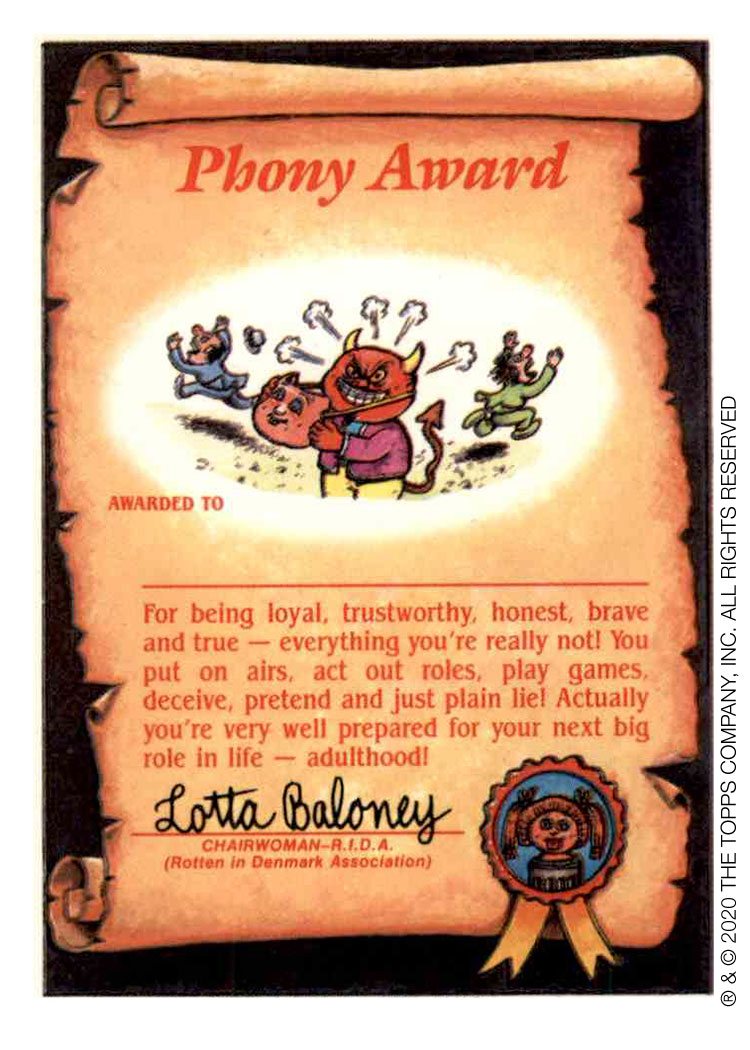 Phony Award
AWARDED TO
For being loyal, trustworthy, honest, brave
and true — everything you're really not! You
put on airs, act out roles, play games,
deceive, pretend and just plain lie! Actually
you're very well prepared for your next big
role in life — adulthood!
Lotta Baloney
CHAIRWOMAN–R.I.D.A.
(Rotten in Denmark Association)
® & © 2020 THE TOPPS COMPANY, INC. ALL RIGHTS RESERVED